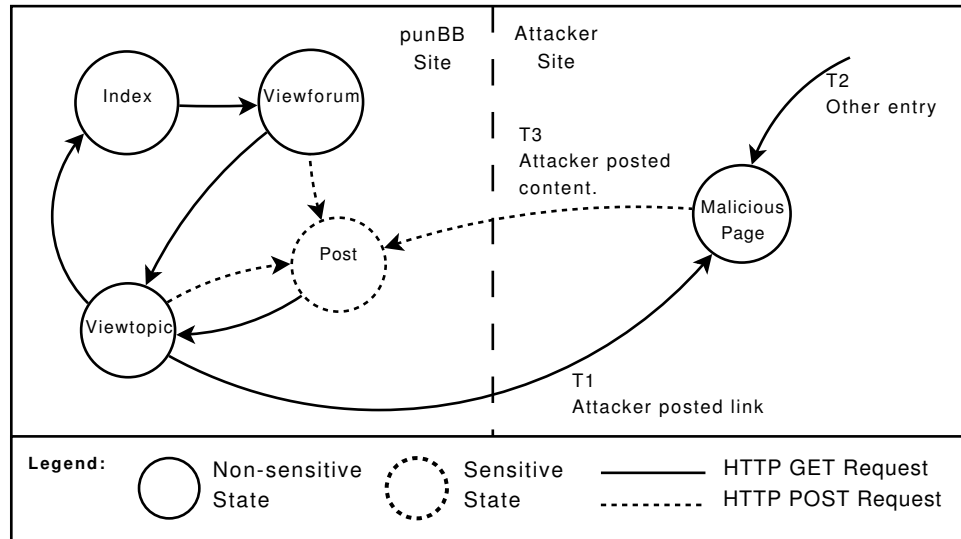 punBB
Site
Attacker
Site
Index
Viewforum
T2
Other entry
T3
Attacker posted
content.
Malicious
Page
Post
Viewtopic
T1
Attacker posted link
Legend:
Non-sensitive
State
Sensitive
State
HTTP GET Request
HTTP POST Request